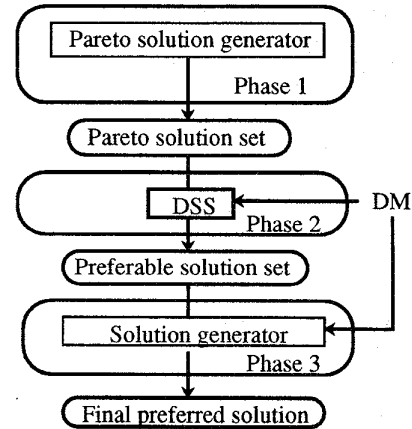 Pareto solution generator
Phase 1
Pareto solution set
DSS
DM
Phase 2
Preferable solution set
Solution generator
Phase 3
Final preferred solution